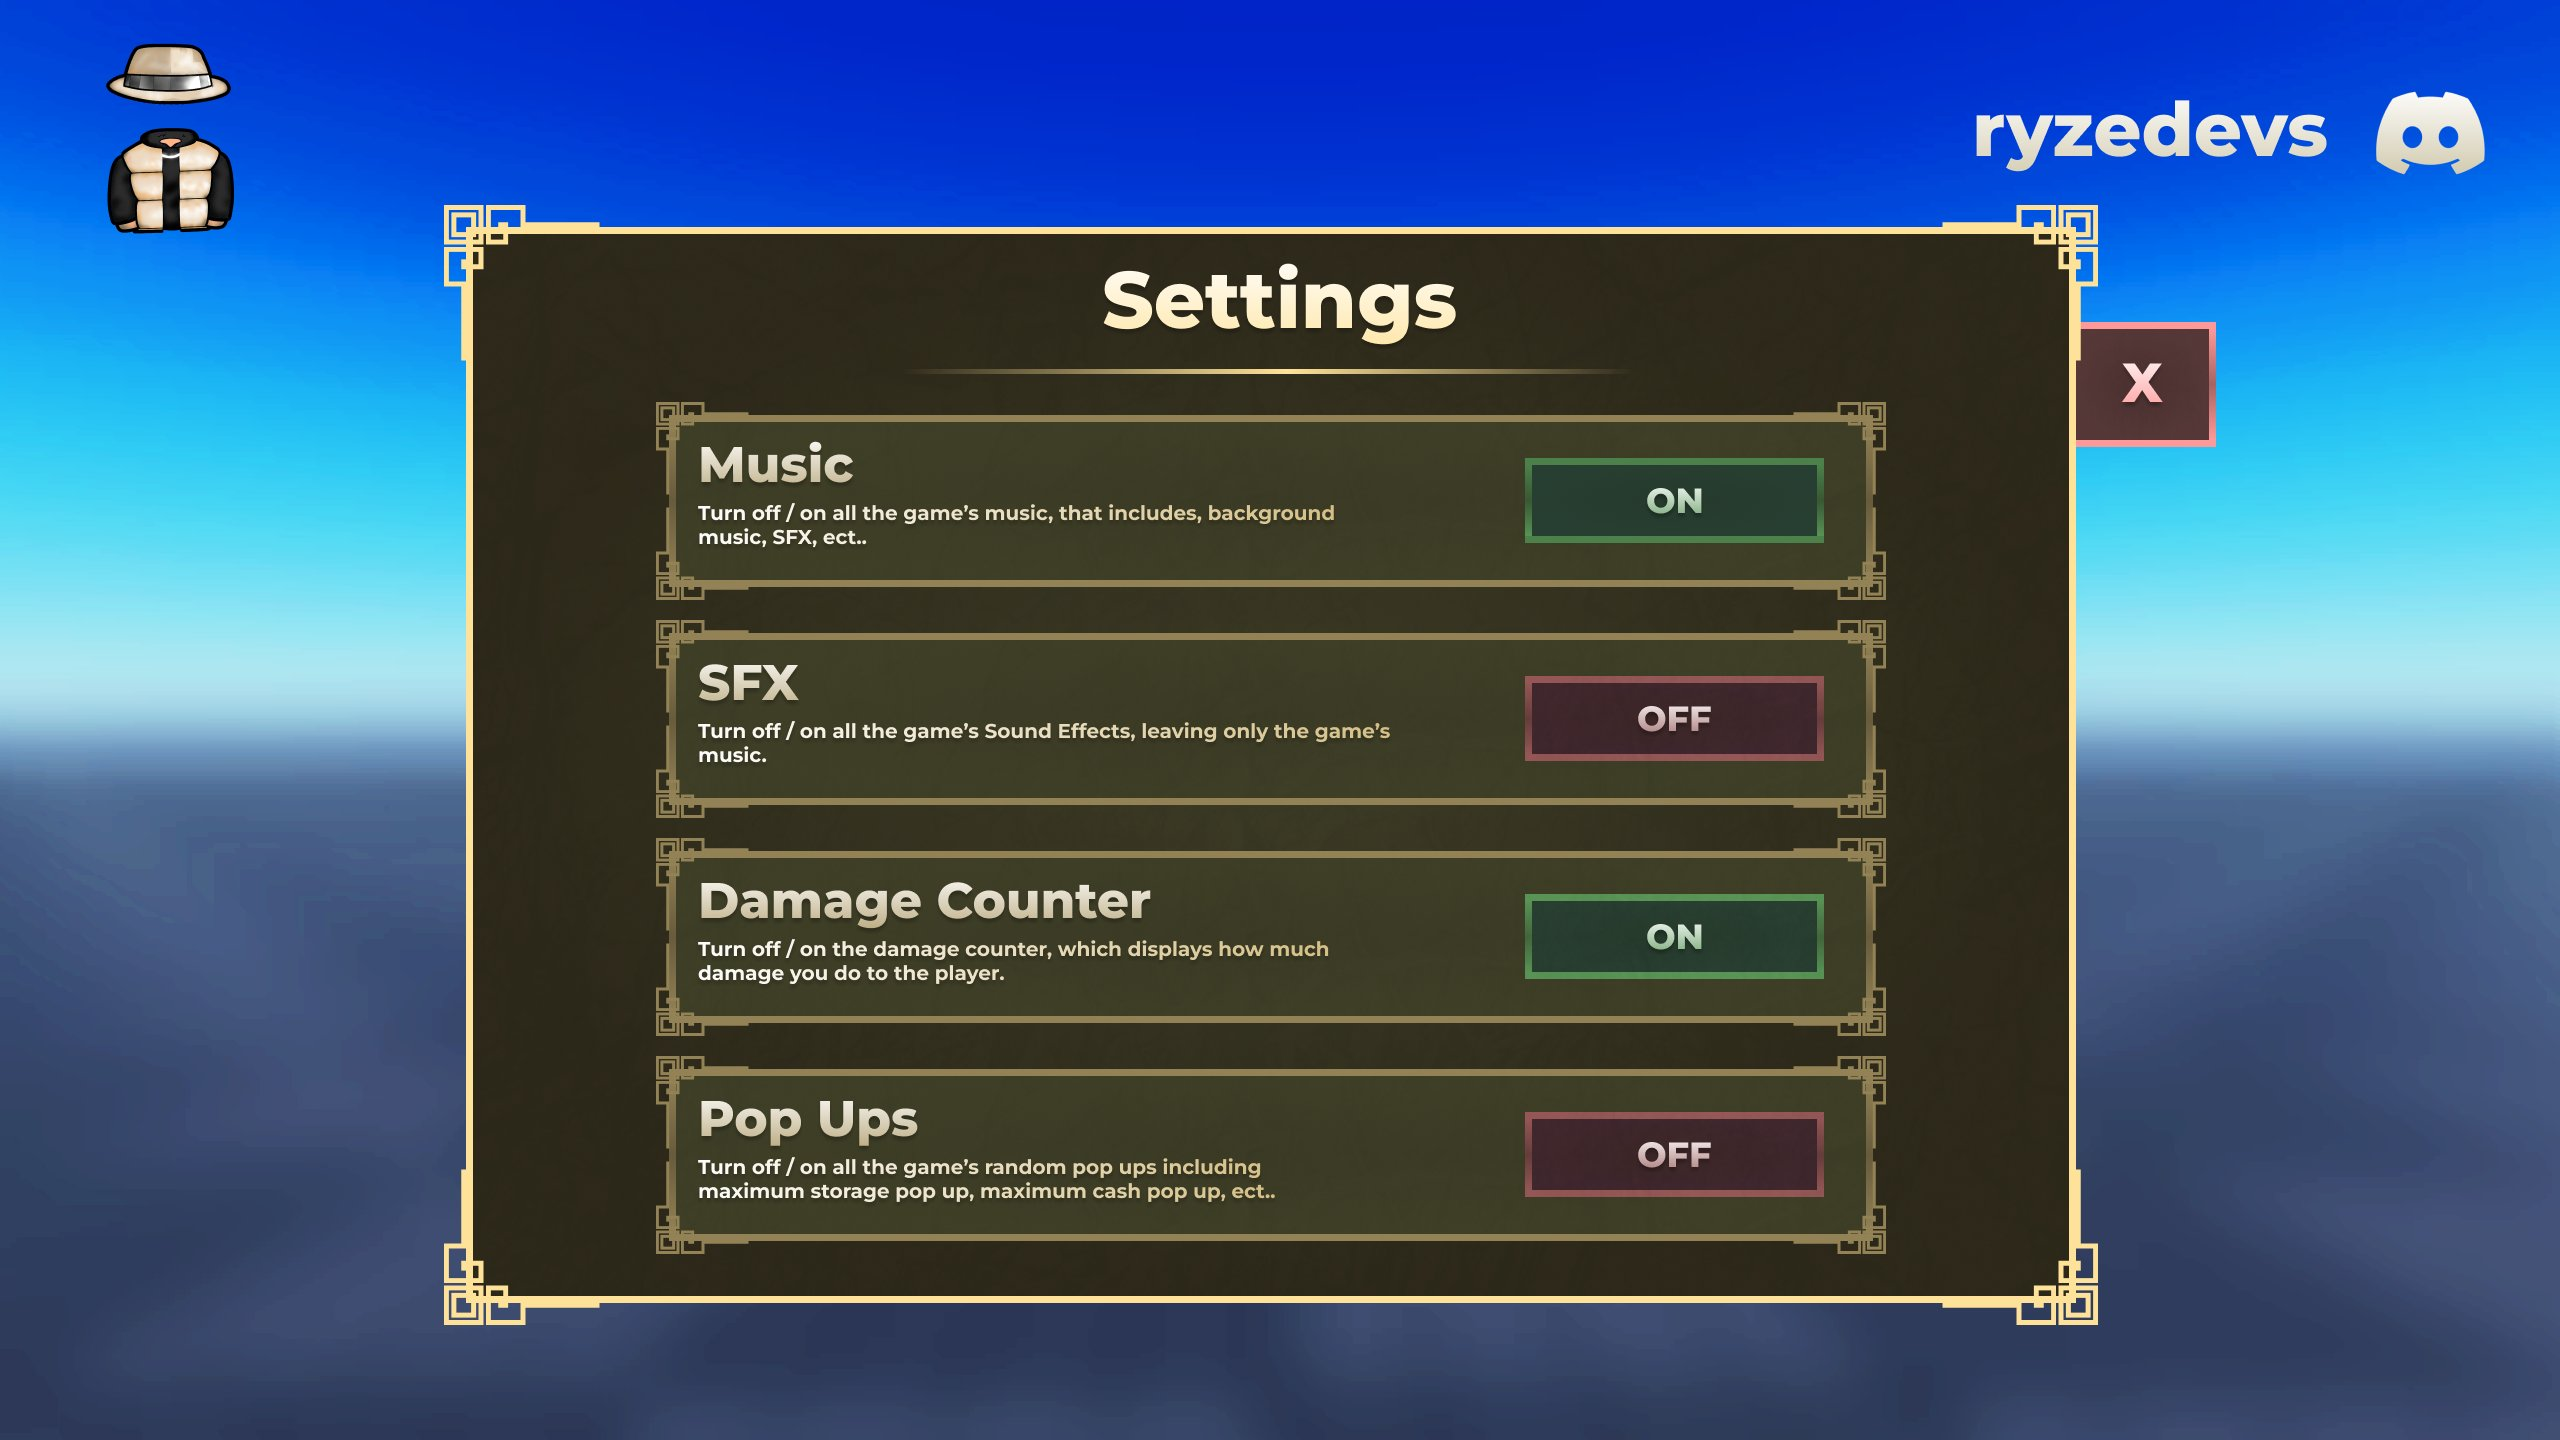 ryzedevs
Settings
X
Music
Turn off / on all the game’s music, that includes, background
music, SFX, ect..
ON
SFX
Turn off / on all the game’s Sound Effects, leaving only the game’s
music.
OFF
Damage Counter
Turn off / on the damage counter, which displays how much
damage you do to the player.
ON
Pop Ups
Turn off / on all the game’s random pop ups including
maximum storage pop up, maximum cash pop up, ect..
OFF